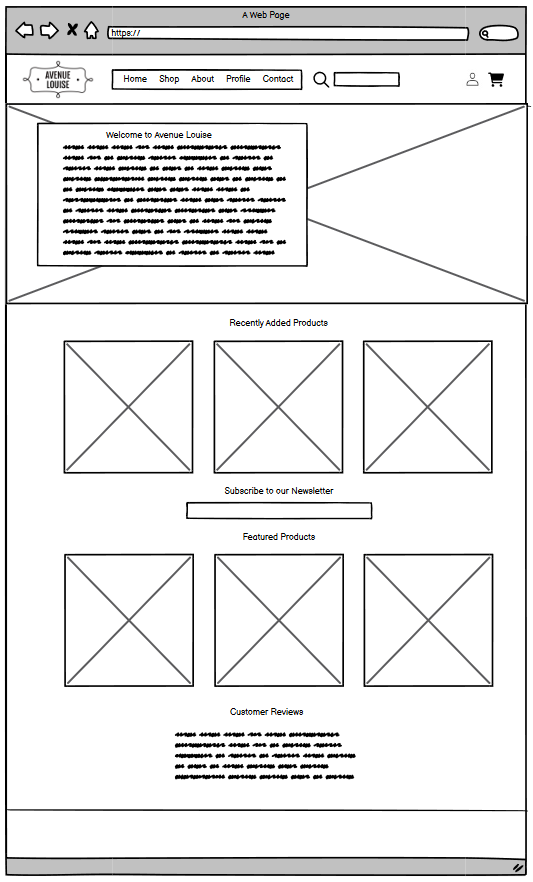 A Web Page
https://
AVENUE
LOUISE
Home Shop About Profile Contact
Welcome to Avenue Louise
Recently Added Products
Subscribe to our Newsletter
Featured Products
Customer Reviews